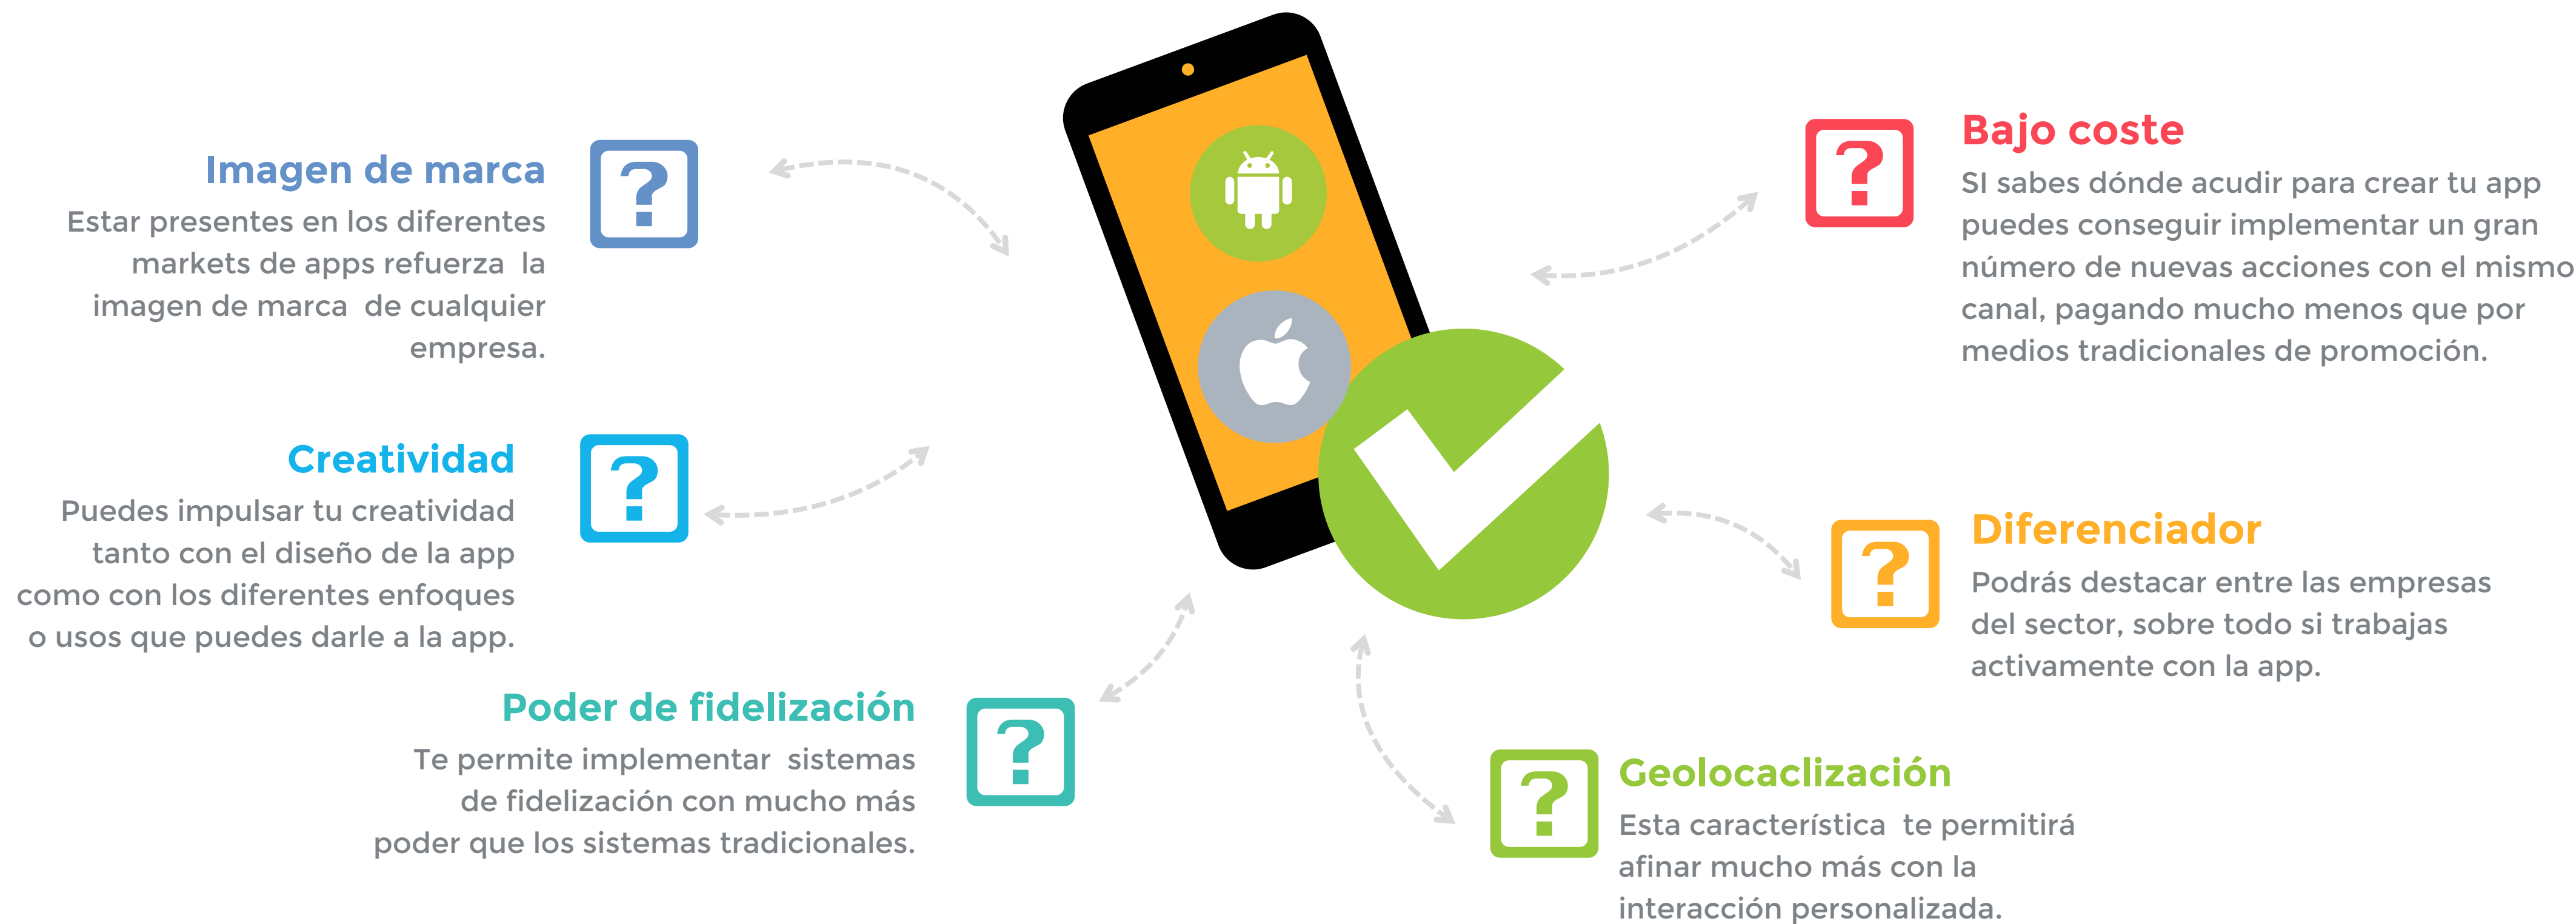 Imagen de marca
Estar presentes en los diferentes
markets de apps refuerza  la
imagen de marca  de cualquier
empresa.
?
Creatividad
Puedes impulsar tu creatividad
tanto con el diseño de la app
como con los diferentes enfoques
o usos que puedes darle a la app.
?
Poder de fidelización
Te permite implementar  sistemas
de fidelización con mucho más
poder que los sistemas tradicionales.
?
?
Bajo coste
SI sabes dónde acudir para crear tu app
puedes conseguir implementar un gran
número de nuevas acciones con el mismo
canal, pagando mucho menos que por
medios tradicionales de promoción.
?
Diferenciador
Podrás destacar entre las empresas
del sector, sobre todo si trabajas
activamente con la app.
?
Geolocaclización
Esta característica  te permitirá
afinar mucho más con la
interacción personalizada.